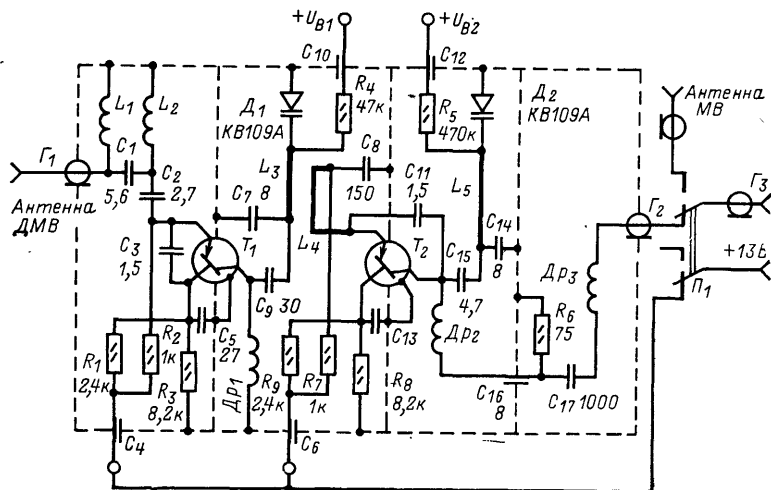 +U_B1
+U_B2
C10
C12
L1
L2
Д1
КВ109А
R4
47к
R5
470к
Д2
КВ109А
Антенна
МВ
C1
5,6
Г1
C2
2,7
L3
C8
150
C11
1,5
L5
Антенна
ДМВ
C7
8
C3
1,5
T1
L4
T2
C15
4,7
C14
8
Г2
Г3
+13В
П1
C9 30
Др2
Др3
R6
75
C5
27
C13
R1
2,4к
R2
1к
R3
8,2к
Др1
R9
2,4к
R7
1к
R8
8,2к
C16
8
C17 1000
C4
C6